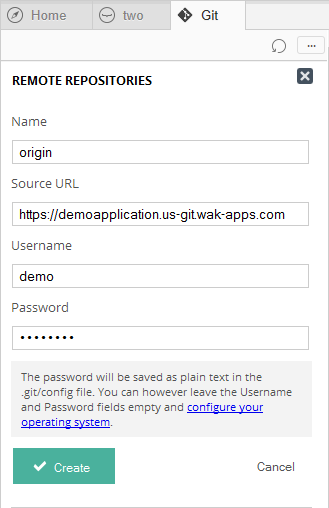 Home two Git
...
REMOTE REPOSITORIES
Name
origin
Source URL
https://demoapplication.us-git.wak-apps.com
Username
demo
Password
••••••••
The password will be saved as plain text in the
.git/config file. You can however leave the Username
and Password fields empty and configure your
operating system.
Create Cancel